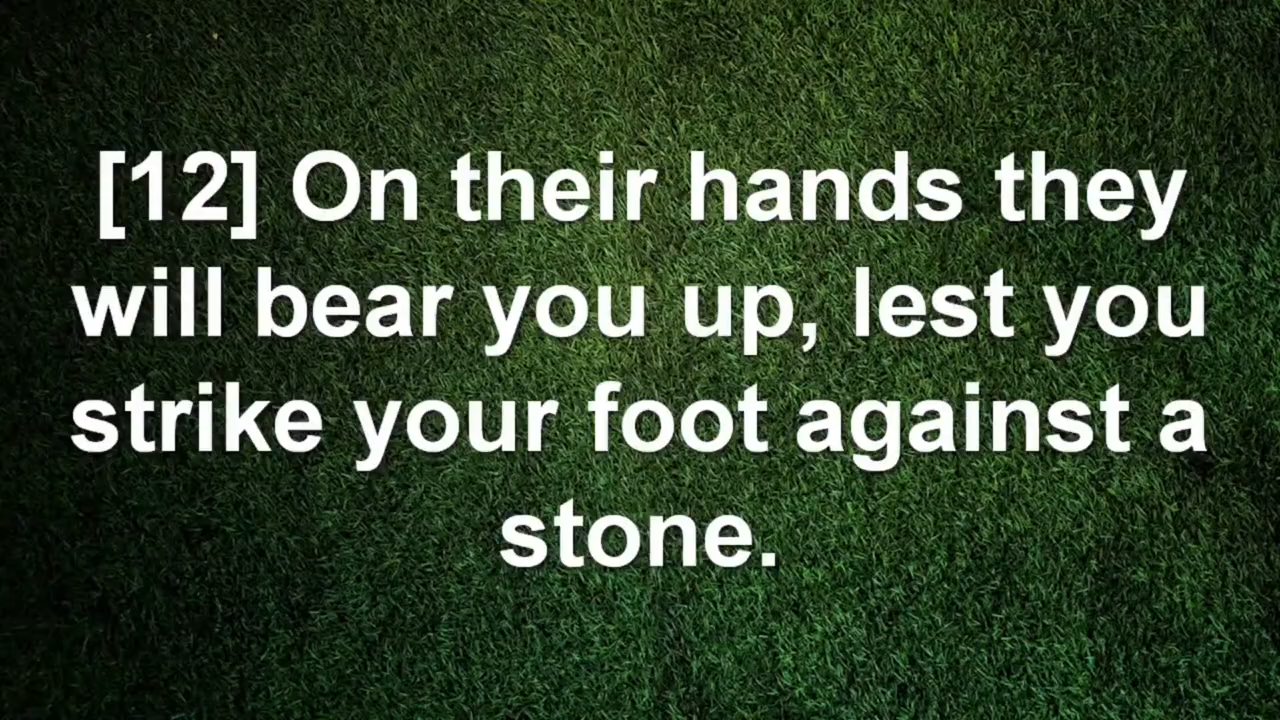 [12] On their hands they
will bear you up, lest you
strike your foot against a
stone.